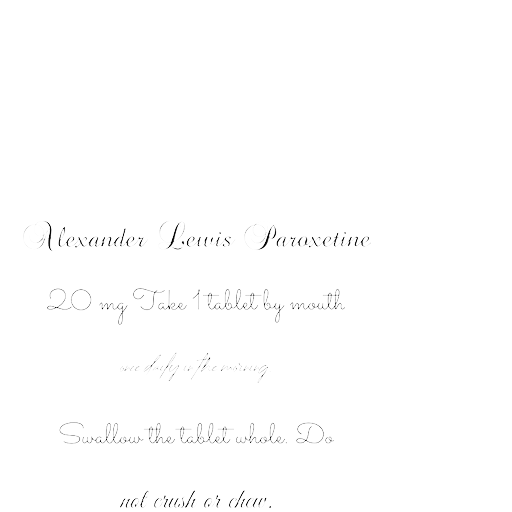 Alexander Lewis Paroxetine
20 mg Take 1 tablet by mouth
Swallow the tablet whole. Do
not crush or chew.